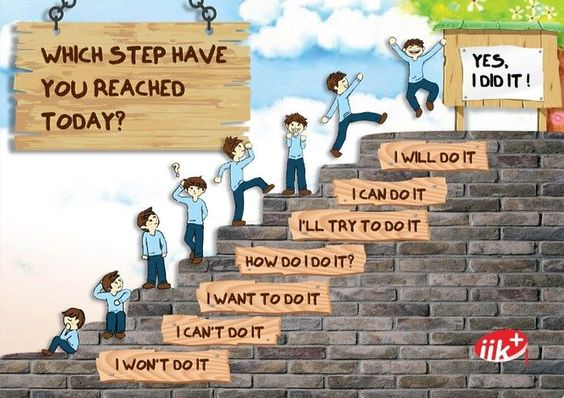 WHICH STEP HAVE
YOU REACHED
TODAY?
YES,
I DID IT !
I WILL DO IT
I CAN DO IT
I'LL TRY TO DO IT
HOW DO I DO IT?
I WANT TO DO IT
I CAN'T DO IT
I WON'T DO IT
?
iik+